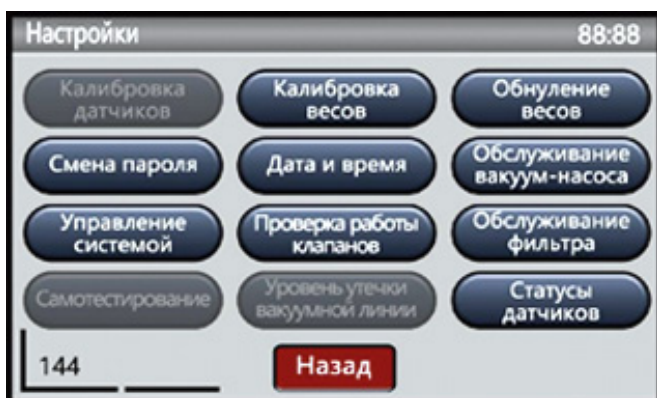 Настройки 88:88
Калибровка
датчиков
Калибровка
весов
Обнуление
весов
Смена пароля
Дата и время
Обслуживание
вакуум-насоса
Управление
системой
Проверка работы
клапанов
Обслуживание
фильтра
Самотестирование
Уровень утечки
вакуумной линии
Статусы
датчиков
144
Назад